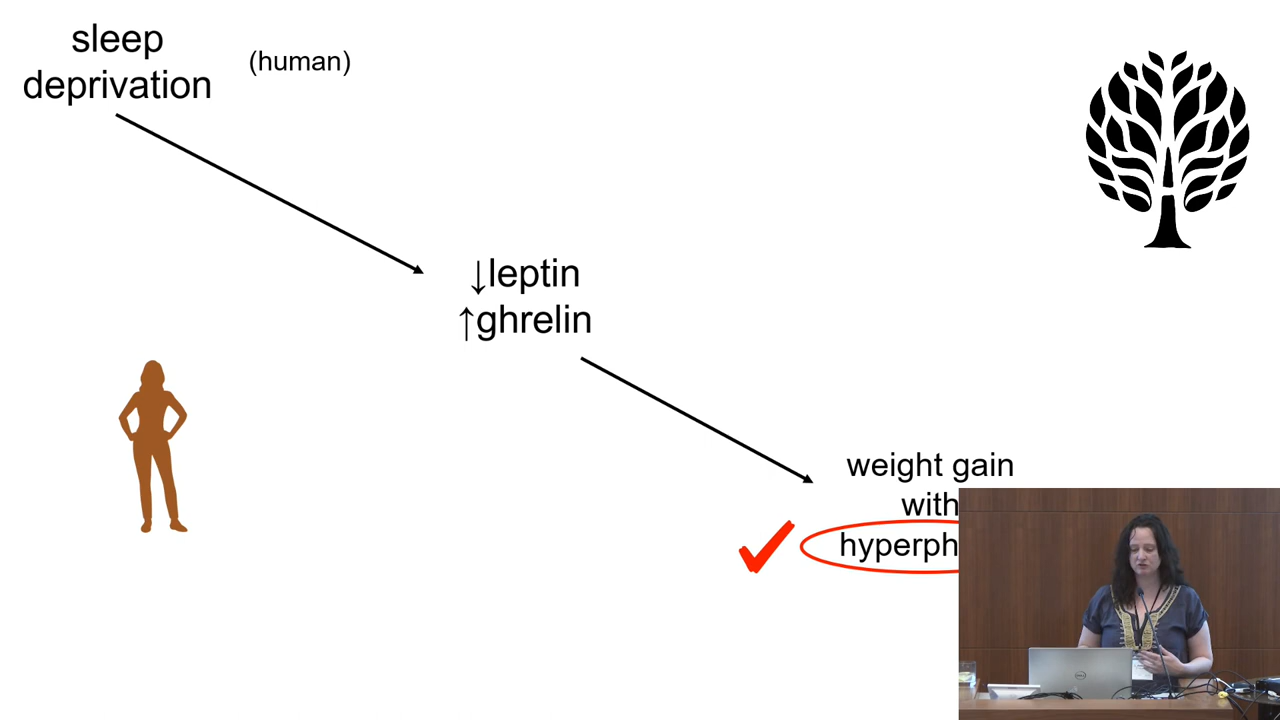 sleep
deprivation
(human)
↓leptin
↑ghrelin
weight gain
with